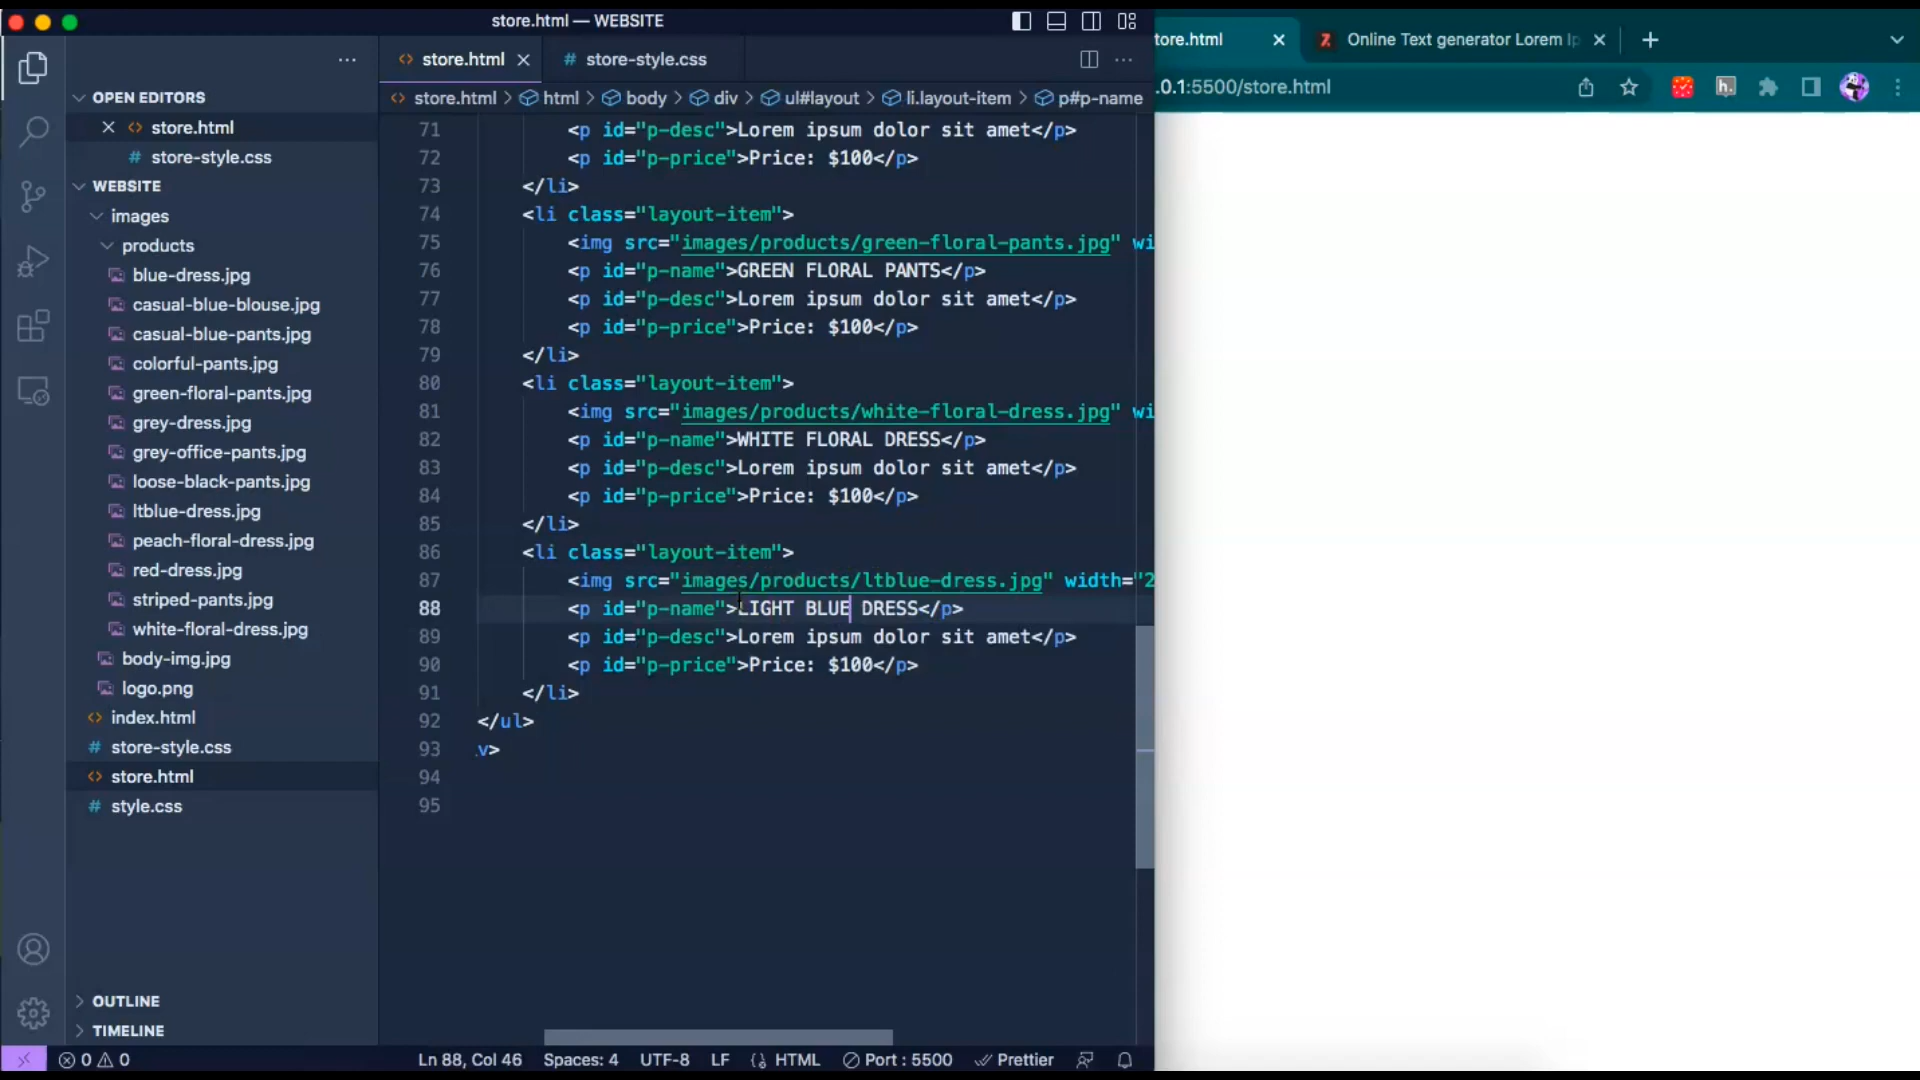 store.html — WEBSITE
store.html
store-style.css
store.html > html > body > div > ul#layout > li.layout-item > p#p-name
OPEN EDITORS
store.html
# store-style.css
WEBSITE
images
products
blue-dress.jpg
casual-blue-blouse.jpg
casual-blue-pants.jpg
colorful-pants.jpg
green-floral-pants.jpg
grey-dress.jpg
grey-office-pants.jpg
loose-black-pants.jpg
ltblue-dress.jpg
peach-floral-dress.jpg
red-dress.jpg
striped-pants.jpg
white-floral-dress.jpg
body-img.jpg
logo.png
index.html
# store-style.css
store.html
# style.css
OUTLINE
TIMELINE
71 <p id="p-desc">Lorem ipsum dolor sit amet</p>
72 <p id="p-price">Price: $100</p>
73 </li>
74 <li class="layout-item">
75 <img src="images/products/green-floral-pants.jpg" wi
76 <p id="p-name">GREEN FLORAL PANTS</p>
77 <p id="p-desc">Lorem ipsum dolor sit amet</p>
78 <p id="p-price">Price: $100</p>
79 </li>
80 <li class="layout-item">
81 <img src="images/products/white-floral-dress.jpg" wi
82 <p id="p-name">WHITE FLORAL DRESS</p>
83 <p id="p-desc">Lorem ipsum dolor sit amet</p>
84 <p id="p-price">Price: $100</p>
85 </li>
86 <li class="layout-item">
87 <img src="images/products/ltblue-dress.jpg" width="2
88 <p id="p-name">LIGHT BLUE DRESS</p>
89 <p id="p-desc">Lorem ipsum dolor sit amet</p>
90 <p id="p-price">Price: $100</p>
91 </li>
92 </ul>
93 v>
94
95
0 0 Ln 88, Col 46 Spaces: 4 UTF-8 LF HTML Port : 5500 Prettier
tore.html
Online Text generator Lorem Ip
.0.1:5500/store.html
h.